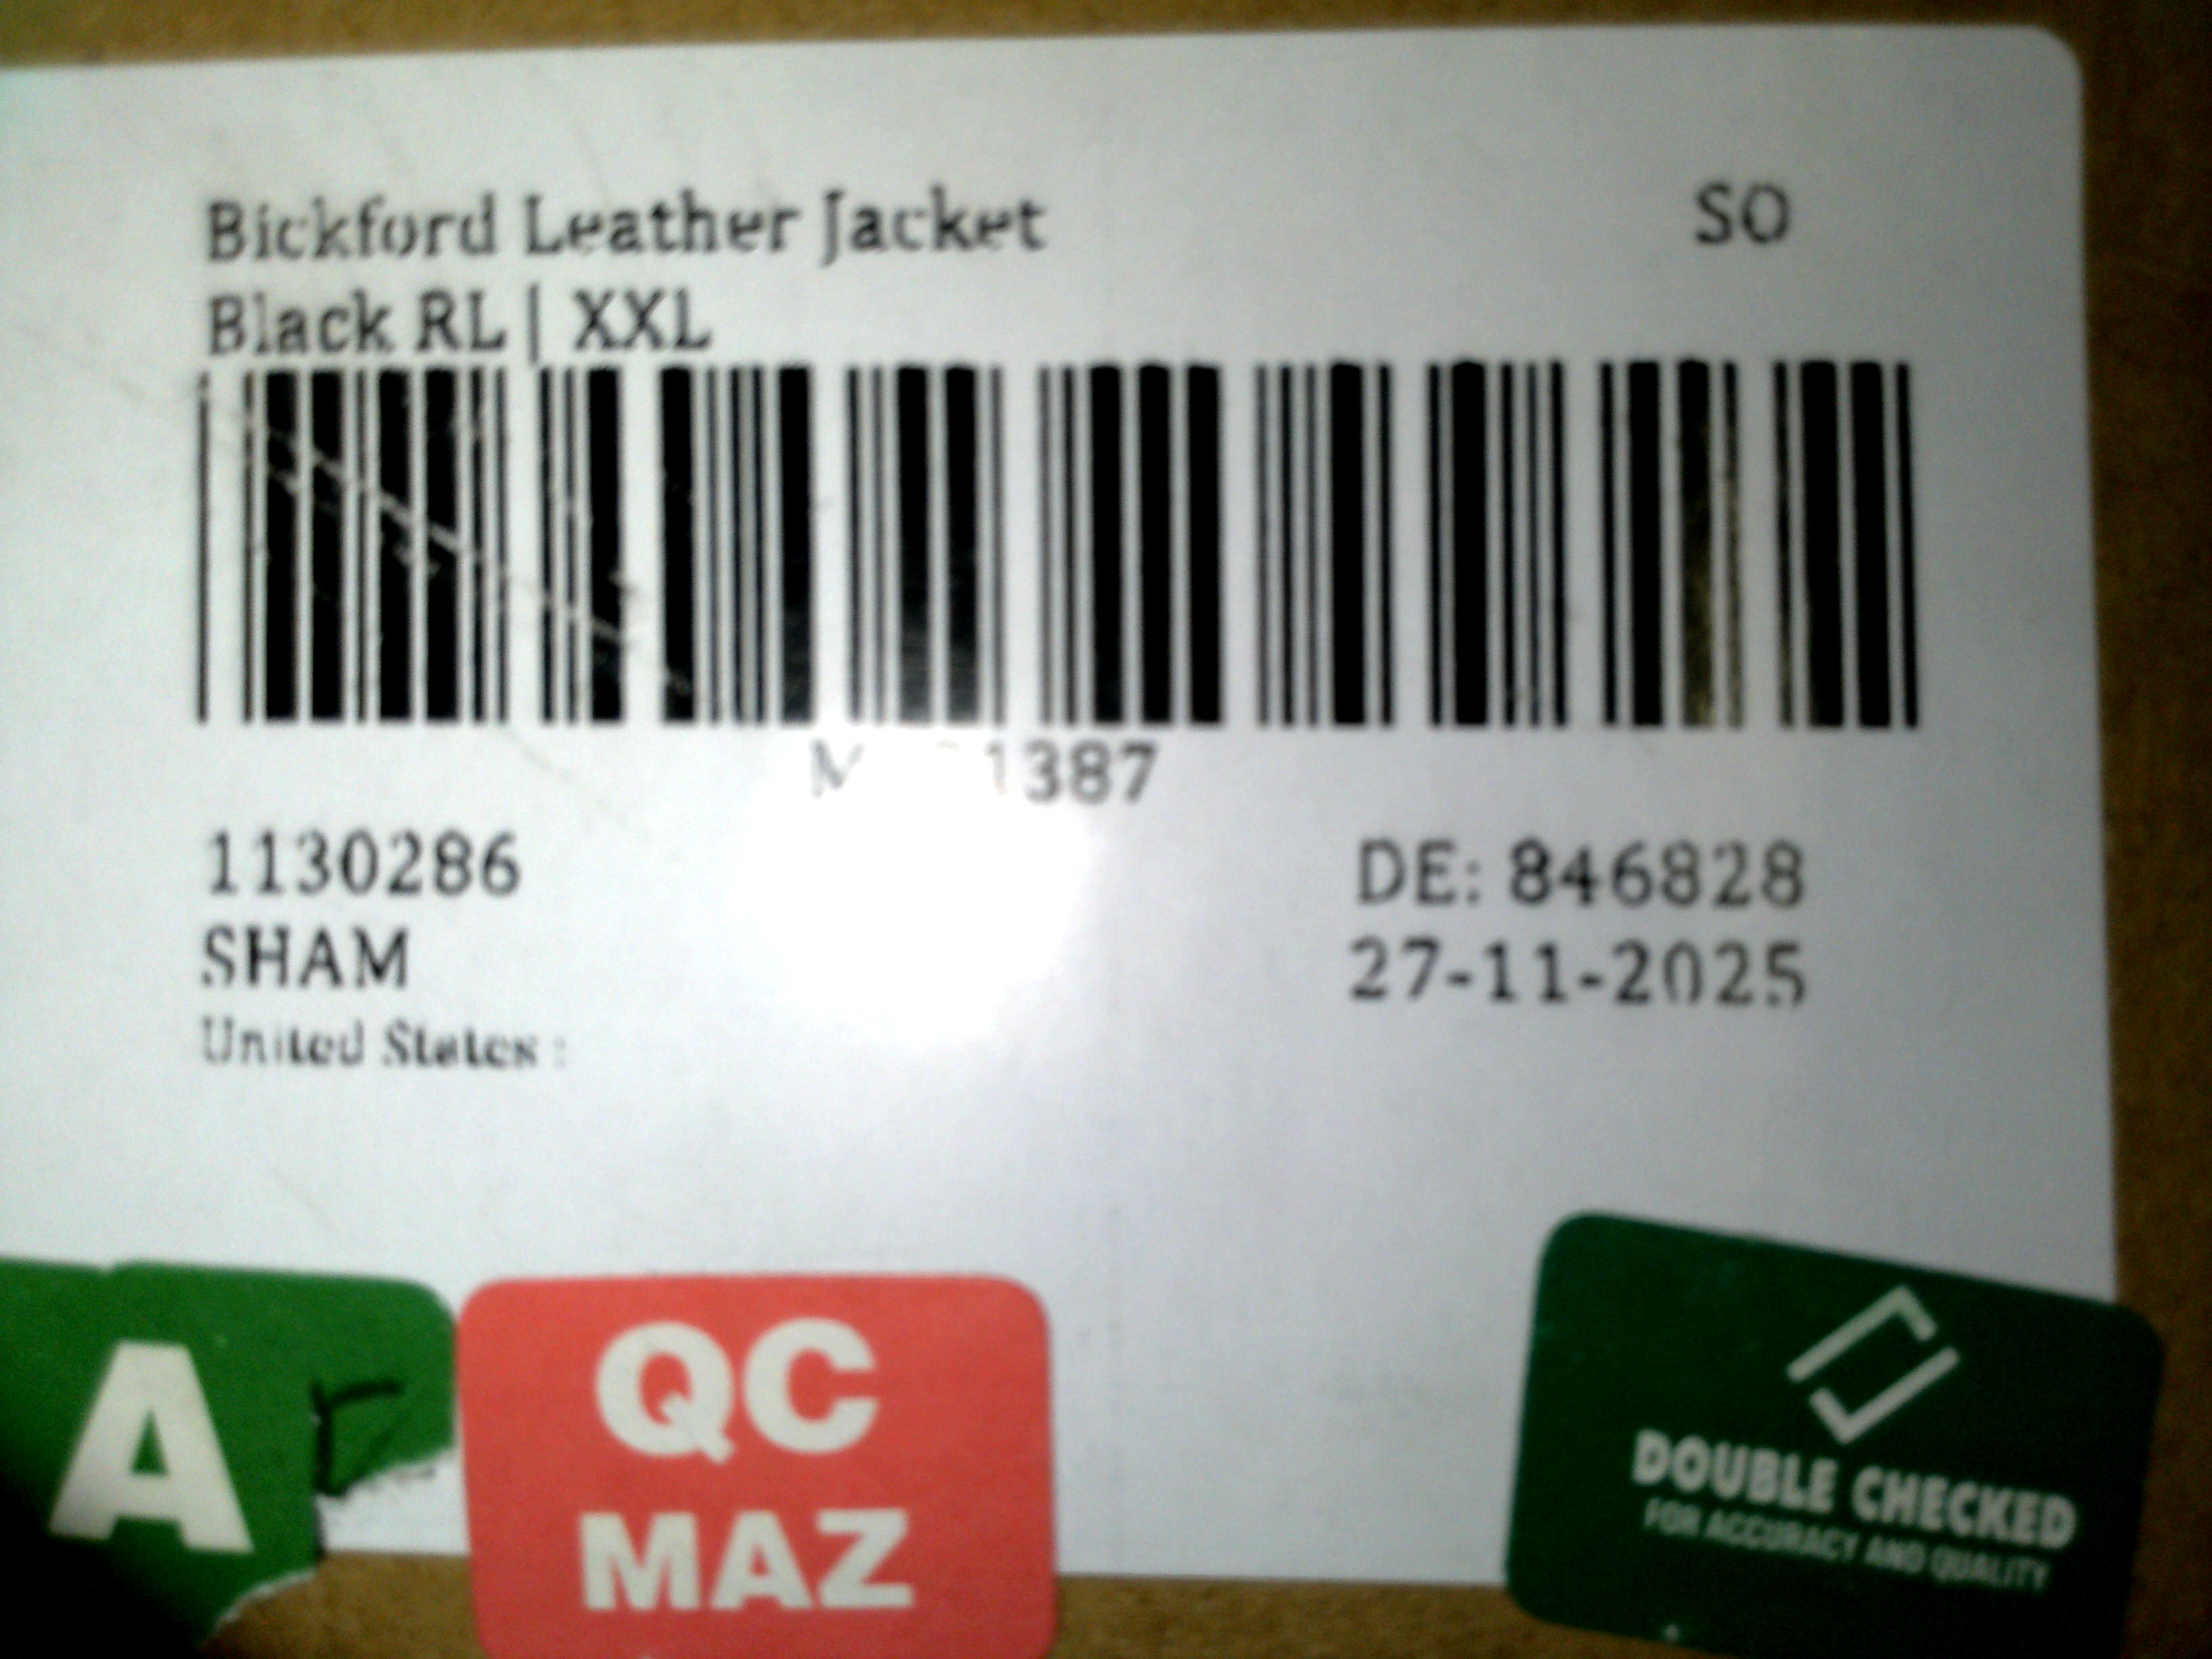 Bickford Leather Jacket
SO
Black RL | XXL
1130286
DE: 846828
SHAM
27-11-2025
United States :
A
QC
MAZ
DOUBLE CHECKED
FOR ACCURACY AND QUALITY